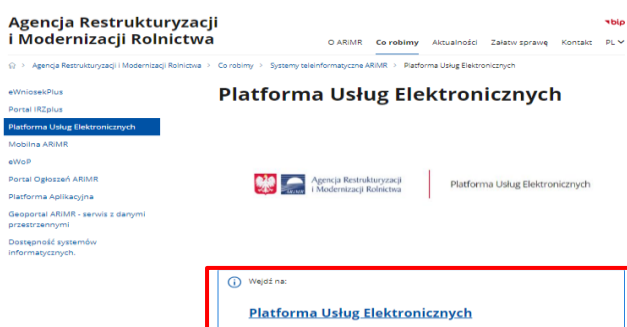 Agencja Restrukturyzacji
i Modernizacji Rolnictwa
bip
O ARiMR Co robimy Aktualności Załatw sprawę Kontakt PL
Agencja Restrukturyzacji i Modernizacji Rolnictwa > Co robimy > Systemy teleinformatyczne ARiMR > Platforma Usług Elektronicznych
eWniosekPlus
Portal IRZplus
Platforma Usług Elektronicznych
Mobilna ARiMR
eWoP
Portal Ogłoszeń ARiMR
Platforma Aplikacyjna
Geoportal ARiMR - serwis z danymi
przestrzennymi
Dostępność systemów
informatycznych.
Platforma Usług Elektronicznych
ARiMR
Agencja Restrukturyzacji
i Modernizacji Rolnictwa
Platforma Usług Elektronicznych
Wejdź na:
Platforma Usług Elektronicznych